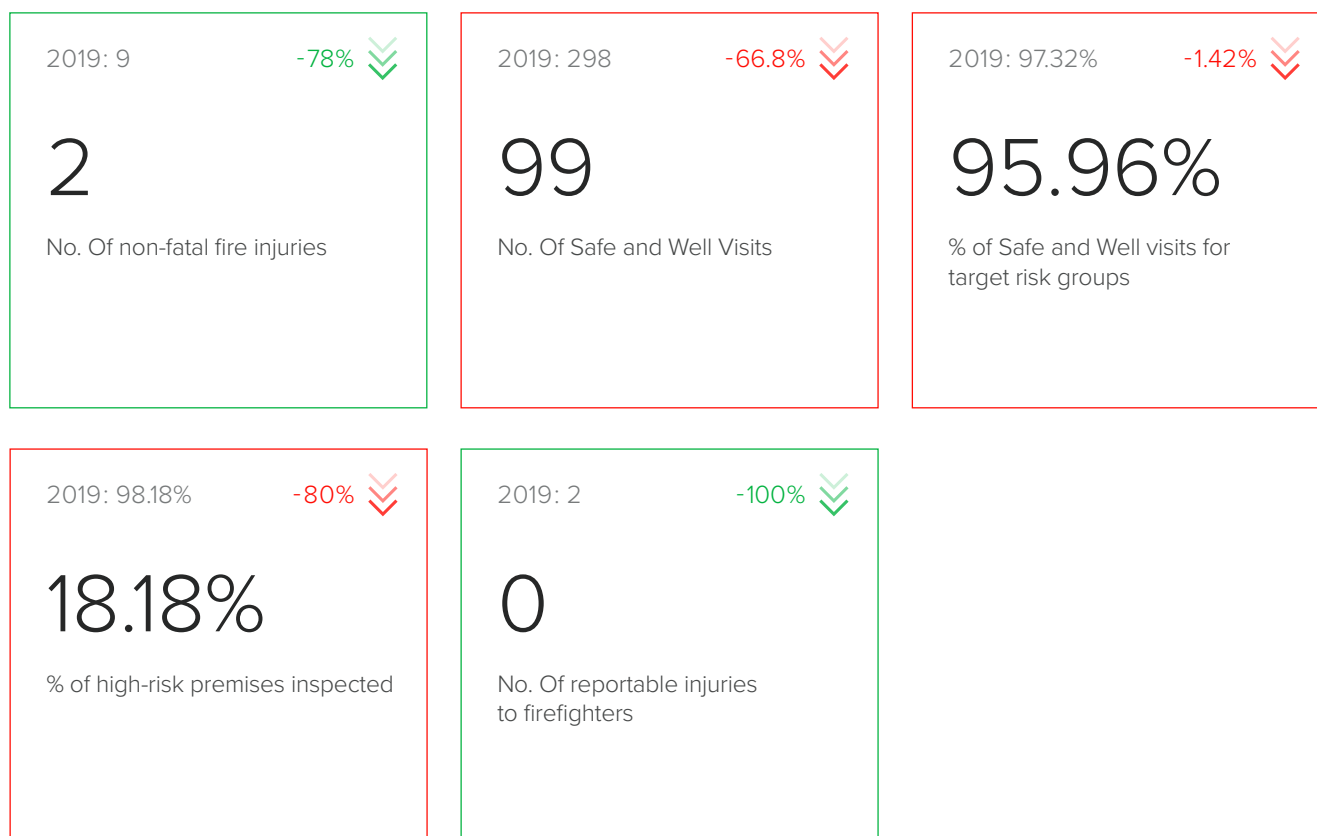 2019: 9 -78%
2
No. Of non-fatal fire injuries
2019: 298 -66.8%
99
No. Of Safe and Well Visits
2019: 97.32% -1.42%
95.96%
% of Safe and Well visits for
target risk groups
2019: 98.18% -80%
18.18%
% of high-risk premises inspected
2019: 2 -100%
0
No. Of reportable injuries
to firefighters